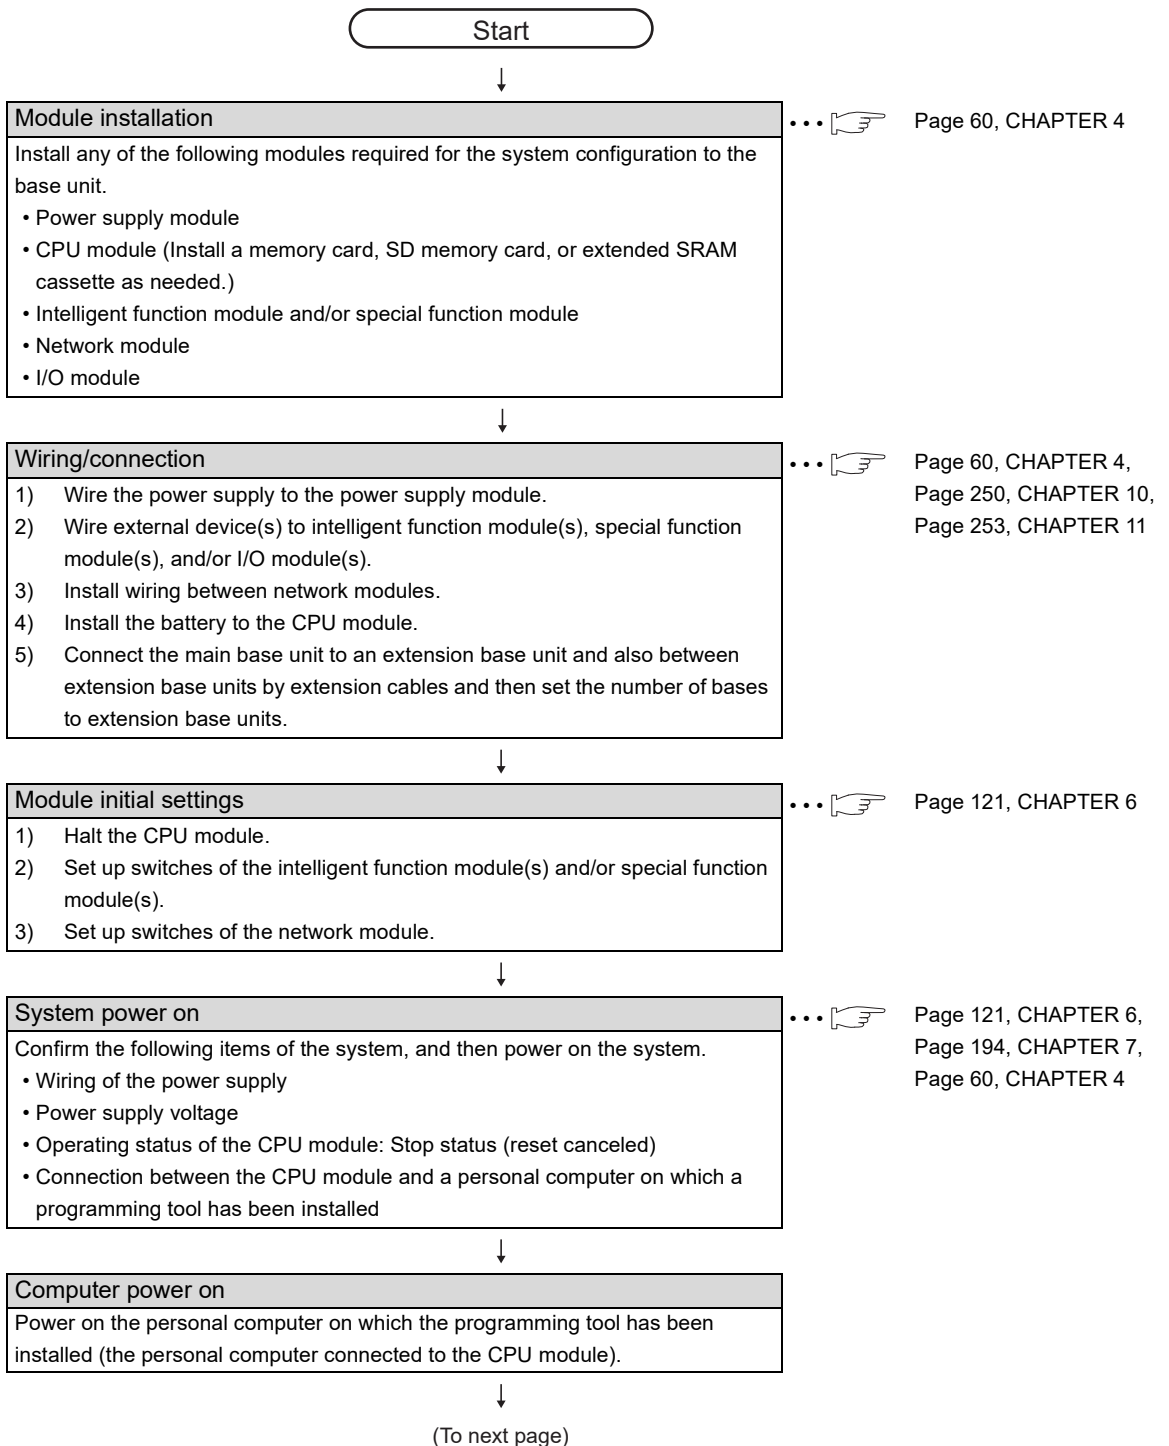 Start
Module installation
Page 60, CHAPTER 4
Install any of the following modules required for the system configuration to the
base unit.
• Power supply module
• CPU module (Install a memory card, SD memory card, or extended SRAM
cassette as needed.)
• Intelligent function module and/or special function module
• Network module
• I/O module
Wiring/connection
Page 60, CHAPTER 4,
Page 250, CHAPTER 10,
Page 253, CHAPTER 11
1) Wire the power supply to the power supply module.
2) Wire external device(s) to intelligent function module(s), special function
module(s), and/or I/O module(s).
3) Install wiring between network modules.
4) Install the battery to the CPU module.
5) Connect the main base unit to an extension base unit and also between
extension base units by extension cables and then set the number of bases
to extension base units.
Module initial settings
Page 121, CHAPTER 6
1) Halt the CPU module.
2) Set up switches of the intelligent function module(s) and/or special function
module(s).
3) Set up switches of the network module.
System power on
Page 121, CHAPTER 6,
Page 194, CHAPTER 7,
Page 60, CHAPTER 4
Confirm the following items of the system, and then power on the system.
• Wiring of the power supply
• Power supply voltage
• Operating status of the CPU module: Stop status (reset canceled)
• Connection between the CPU module and a personal computer on which a
programming tool has been installed
Computer power on
Power on the personal computer on which the programming tool has been
installed (the personal computer connected to the CPU module).
(To next page)